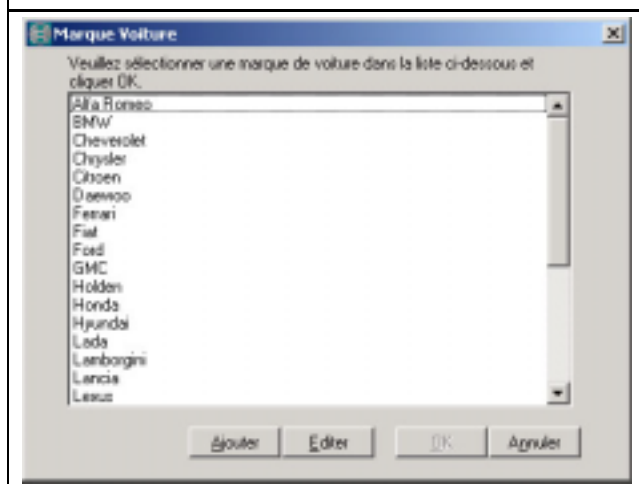 Marque Voiture
Veuillez sélectionner une marque de voiture dans la liste ci-dessous et
cliquer OK.
Alfa Romeo
BMW
Cheverolet
Chrysler
Citroen
Daewoo
Ferrari
Fiat
Ford
GMC
Holden
Honda
Hyundai
Lada
Lamborgini
Lancia
Lexus
Ajouter Editer OK Annuler